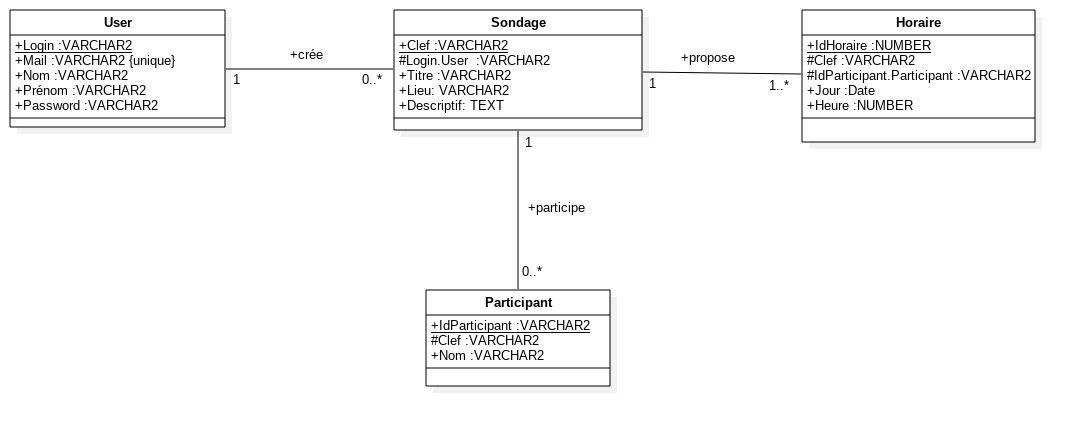 User
+Login :VARCHAR2
+Mail :VARCHAR2 {unique}
+Nom :VARCHAR2
+Prénom :VARCHAR2
+Password :VARCHAR2
+crée
1
0..*
Sondage
+Clef :VARCHAR2
#Login.User  :VARCHAR2
+Titre :VARCHAR2
+Lieu: VARCHAR2
+Descriptif: TEXT
+propose
1
1..*
Horaire
+IdHoraire :NUMBER
#Clef :VARCHAR2
#IdParticipant.Participant :VARCHAR2
+Jour :Date
+Heure :NUMBER
1
+participe
0..*
Participant
+IdParticipant :VARCHAR2
#Clef :VARCHAR2
+Nom :VARCHAR2